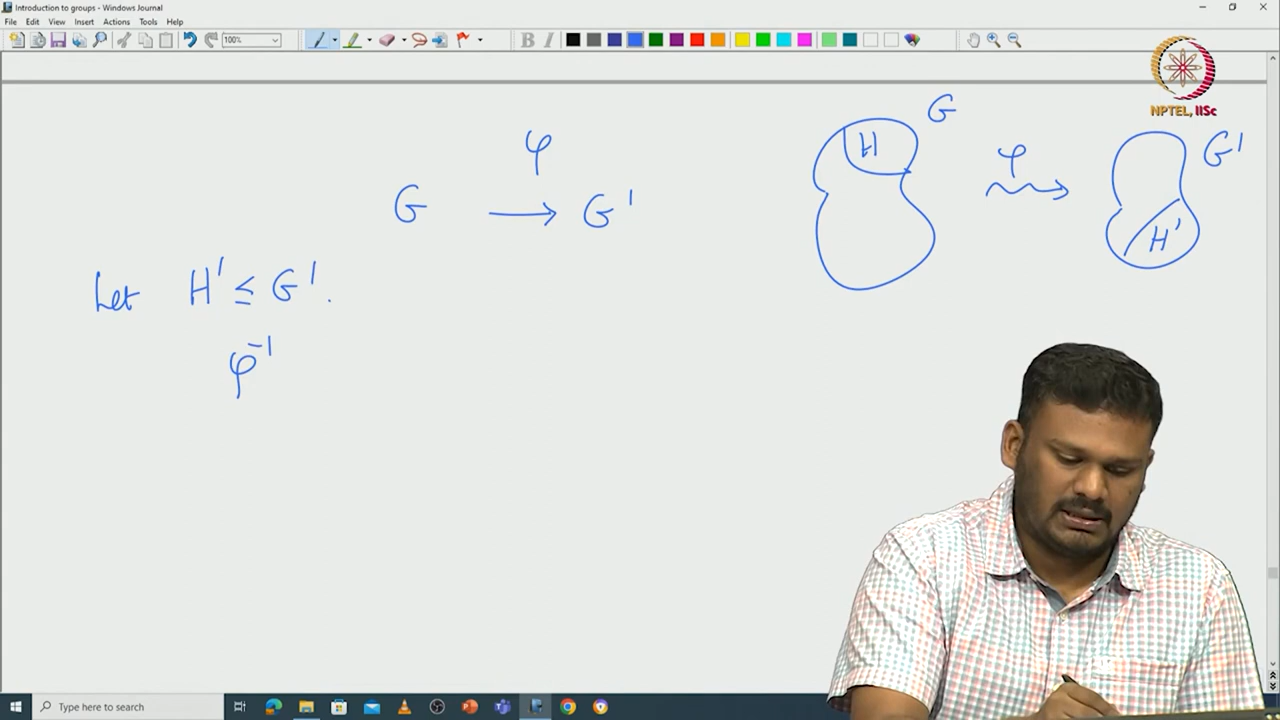 Introduction to groups - Windows Journal
File Edit View Insert Actions Tools Help
100%
B I
NPTEL, IISc
φ
G → G'
H G
φ
G'
H'
Let H' ≤ G'.
φ⁻¹
Type here to search